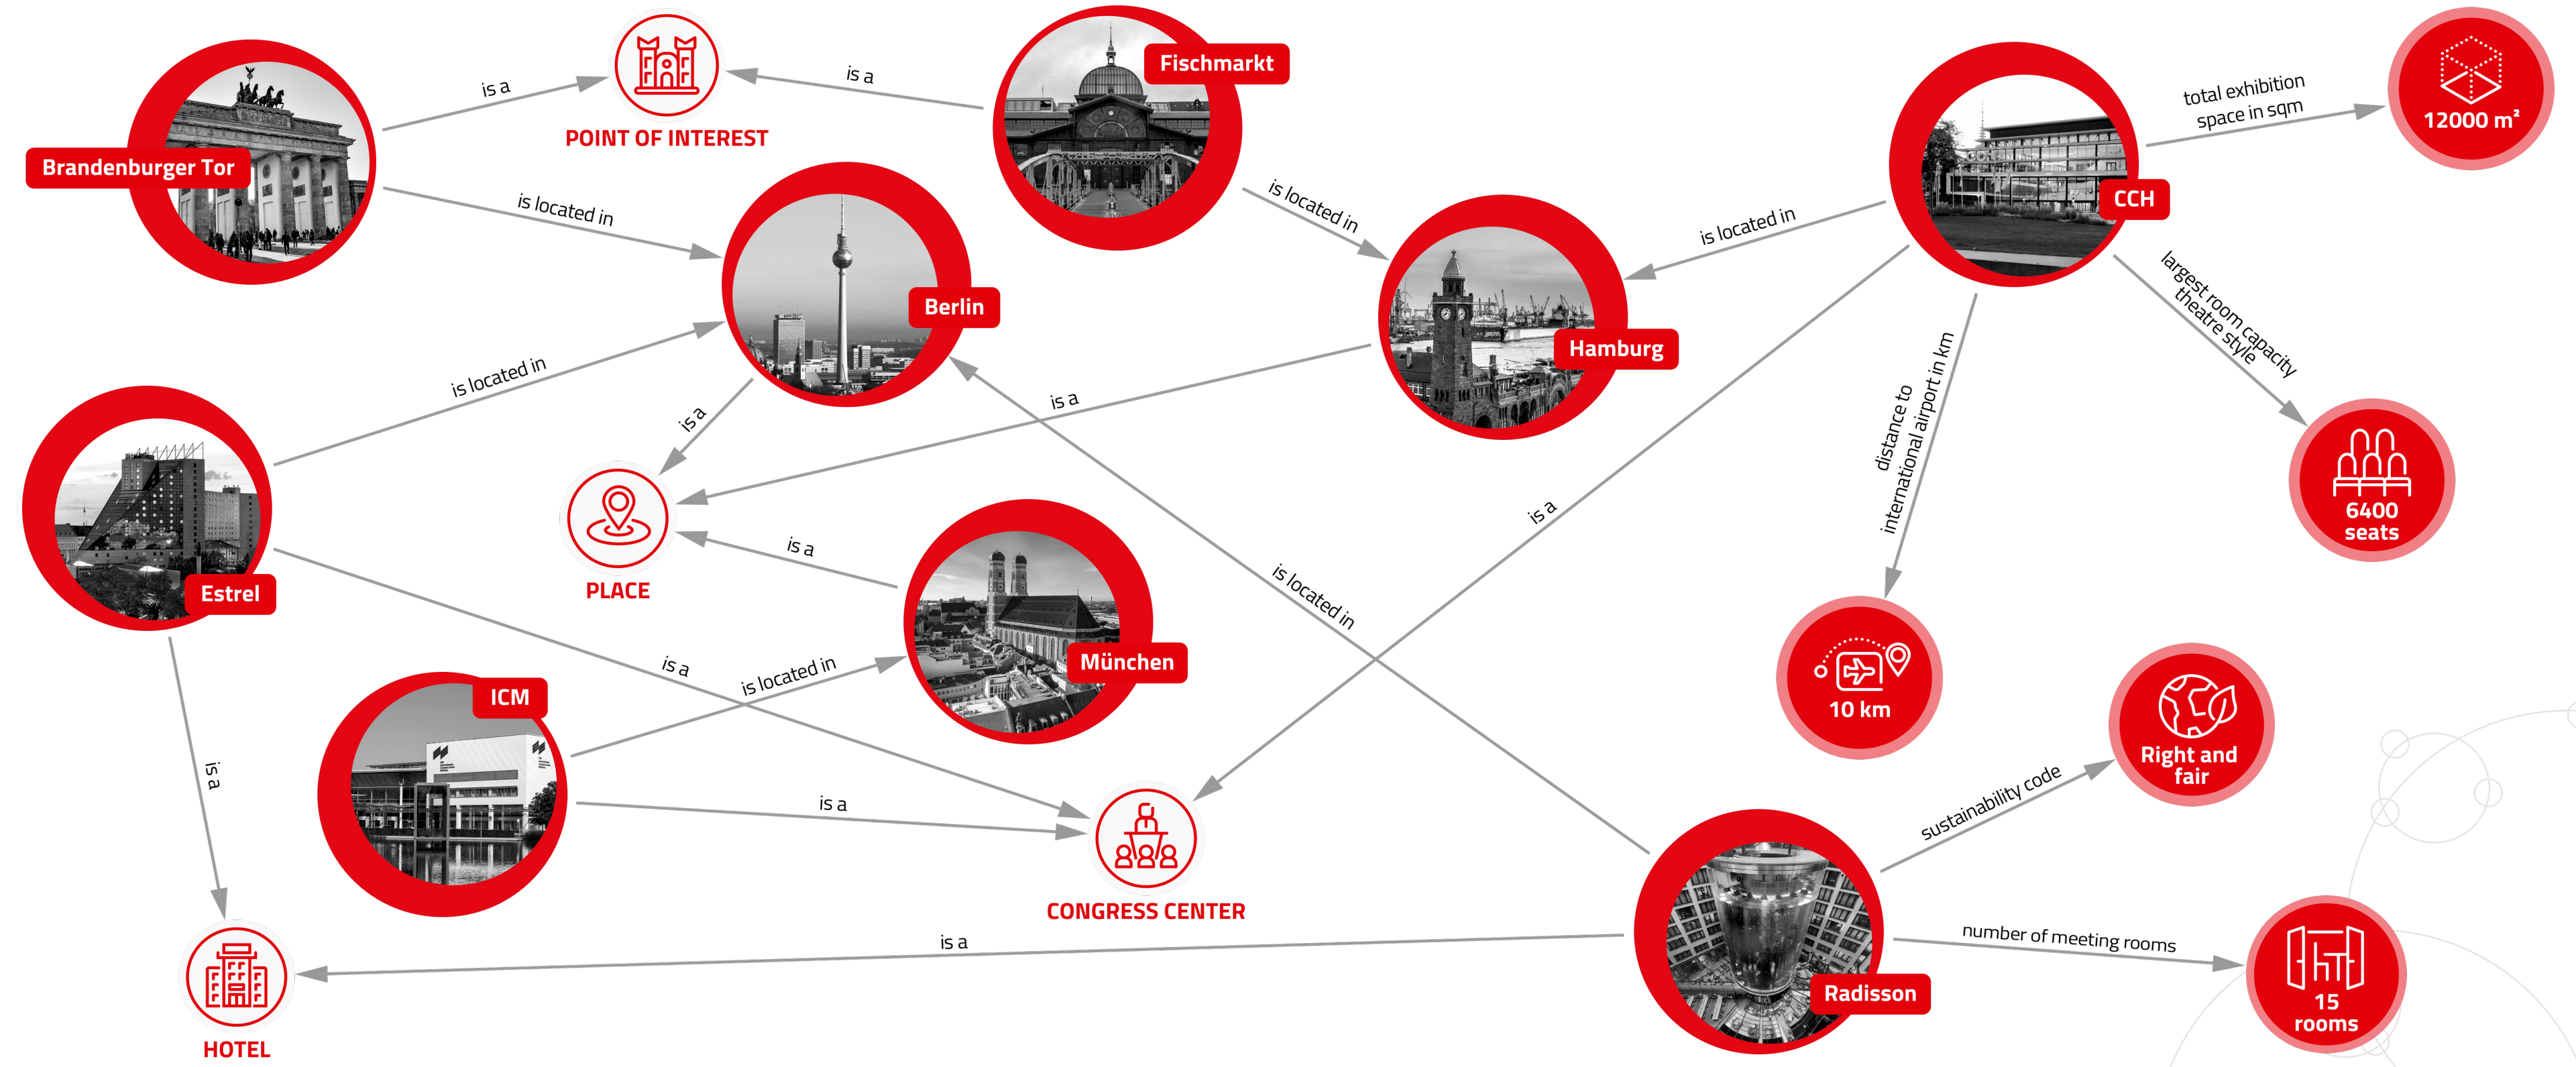 Brandenburger Tor
is a
POINT OF INTEREST
is a
Fischmarkt
is located in
Berlin
is located in
Hamburg
is located in
CCH
total exhibition
space in sqm
12000 m²
largest room capacity
theatre style
6400
seats
distance to
international airport in km
10 km
is located in
Estrel
is a
is a
PLACE
is a
München
is a
is located in
ICM
is a
is a
is a
CONGRESS CENTER
is located in
is a
HOTEL
is a
Radisson
sustainability code
Right and
fair
number of meeting rooms
15
rooms